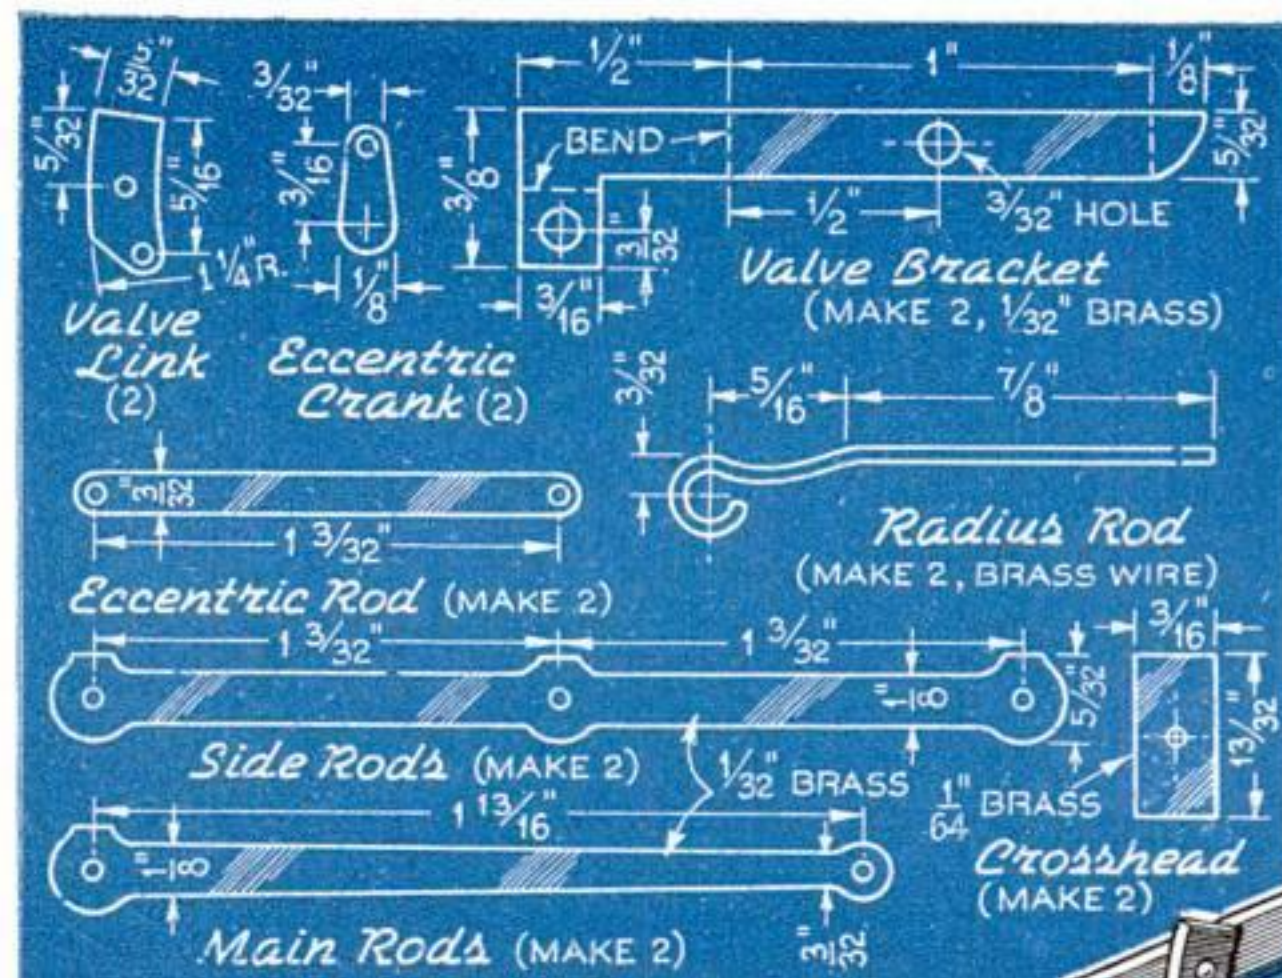 5/32"
5/16"
1 1/4" R.
Valve
Link
(2)
3/32"
3/16"
1/8"
Eccentric
Crank (2)
1/2" 1" 1/8"
BEND
3/8"
5/32"
1/2" 3/32" HOLE
3/32"
3/16"
Valve Bracket
(MAKE 2, 1/32" BRASS)
3/32" 5/16" 7/8"
Radius Rod
(MAKE 2, BRASS WIRE)
3/32"
1 3/32"
Eccentric Rod (MAKE 2)
1 3/32" 1 3/32"
1/8" 5/32"
Side Rods (MAKE 2)
1/32" BRASS
3/16"
13/32"
1/64" BRASS
Crosshead
(MAKE 2)
1 13/16"
1/8"
3/32"
Main Rods (MAKE 2)